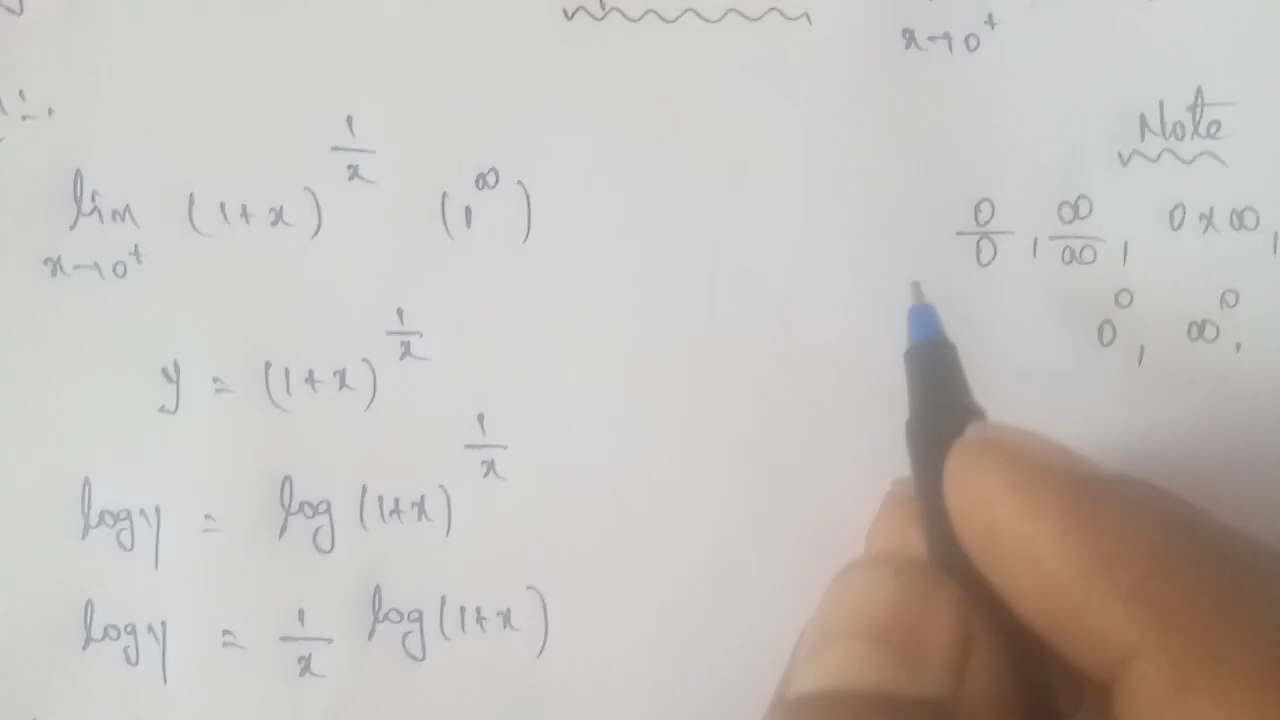 x→0⁺
lim (1+x)^(1/x) (1^∞)
x→0⁺
y = (1+x)^(1/x)
log y = log (1+x)^(1/x)
log y = 1/x log(1+x)
Note
0/0, ∞/∞, 0×∞,
0⁰, ∞⁰,